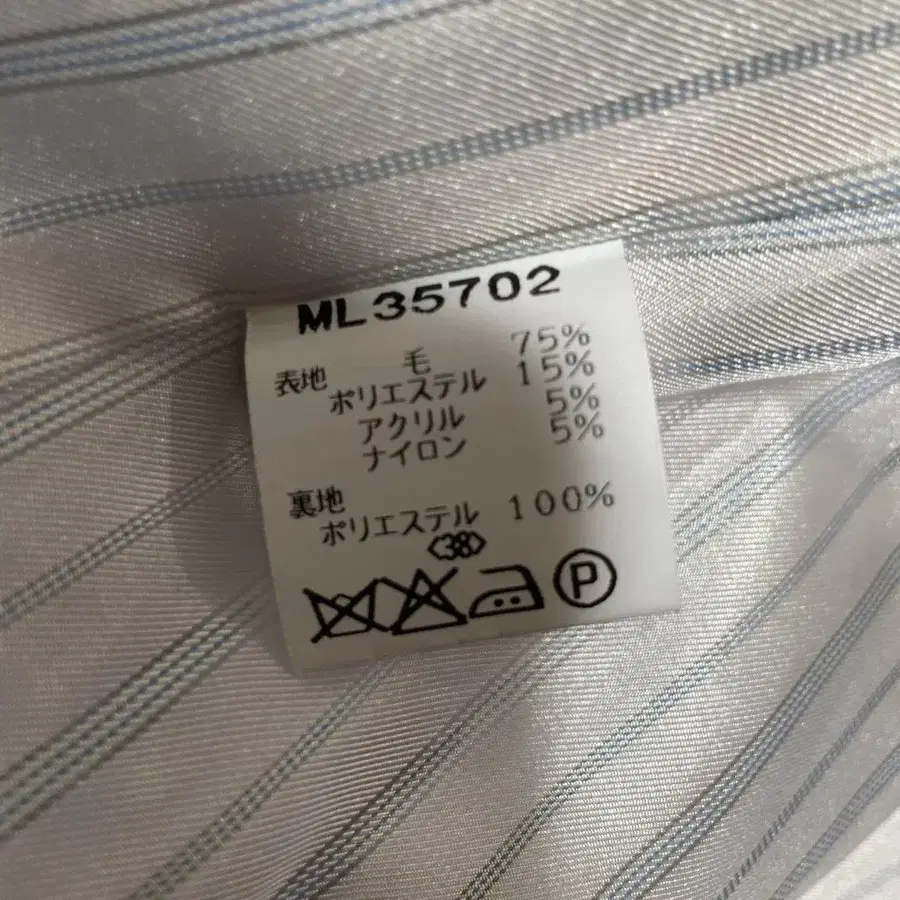 ML35702
表地 毛 75%
ポリエステル 15%
アクリル 5%
ナイロン 5%
裏地
ポリエステル 100%
<38>
P